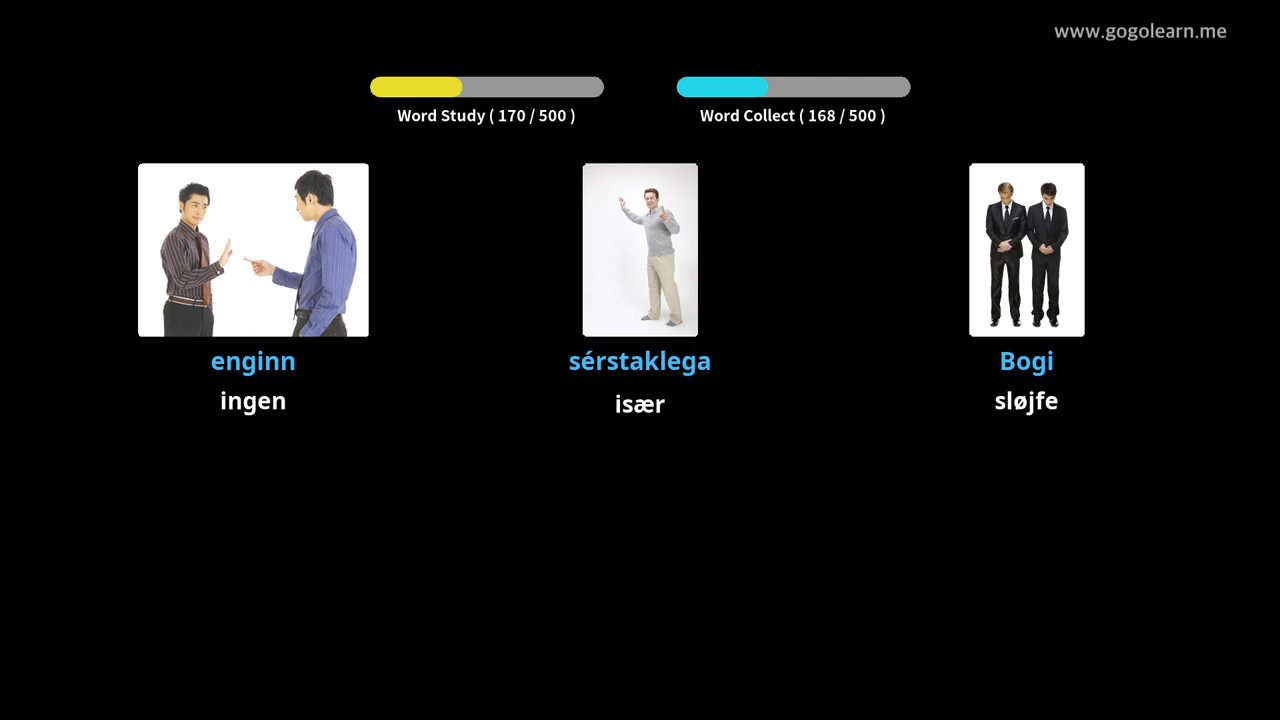 www.gogolearn.me
Word Study ( 170 / 500 )
Word Collect ( 168 / 500 )
enginn
sérstaklega
Bogi
ingen
især
sløjfe